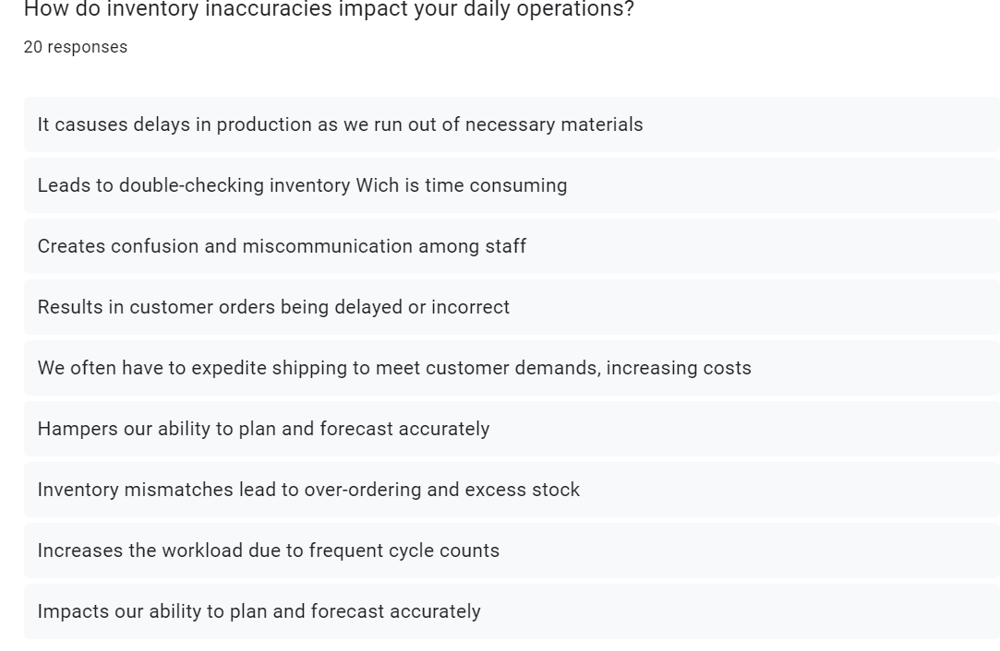 How do inventory inaccuracies impact your daily operations?
20 responses
It casuses delays in production as we run out of necessary materials
Leads to double-checking inventory Wich is time consuming
Creates confusion and miscommunication among staff
Results in customer orders being delayed or incorrect
We often have to expedite shipping to meet customer demands, increasing costs
Hampers our ability to plan and forecast accurately
Inventory mismatches lead to over-ordering and excess stock
Increases the workload due to frequent cycle counts
Impacts our ability to plan and forecast accurately